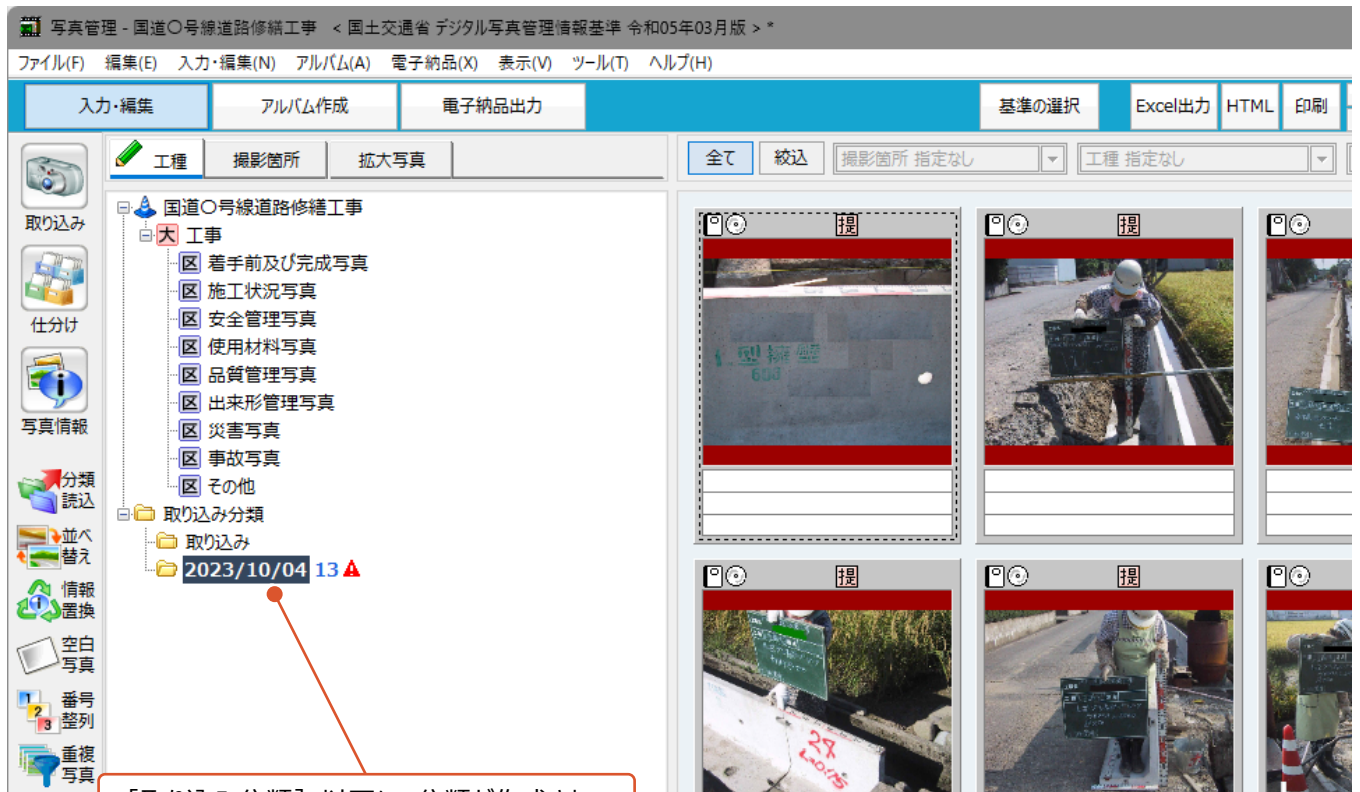 写真管理 - 国道〇号線道路修繕工事 < 国土交通省 デジタル写真管理情報基準 令和05年03月版 > *
ファイル(F) 編集(E) 入力・編集(N) アルバム(A) 電子納品(X) 表示(V) ツール(T) ヘルプ(H)
入力・編集 アルバム作成 電子納品出力 基準の選択 Excel出力 HTML 印刷
工種 撮影箇所 拡大写真 全て 絞込 撮影箇所 指定なし 工種 指定なし
取り込み
仕分け
写真情報
分類
読込
並べ
替え
情報
置換
空白
写真
番号
整列
重複
写真
国道〇号線道路修繕工事
大 工事
区 着手前及び完成写真
区 施工状況写真
区 安全管理写真
区 使用材料写真
区 品質管理写真
区 出来形管理写真
区 災害写真
区 事故写真
区 その他
取り込み分類
取り込み
2023/10/04 13
提 提
提 提